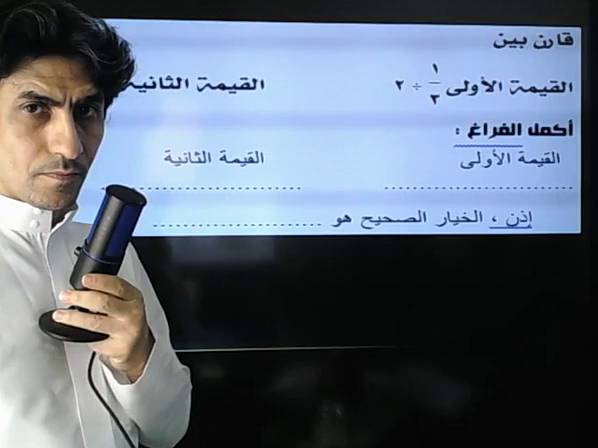 قارن بين
القيمة الأولى ١/٢ ÷ ٢ القيمة الثانية
أكمل الفراغ :
القيمة الأولى القيمة الثانية
إذن ، الخيار الصحيح هو